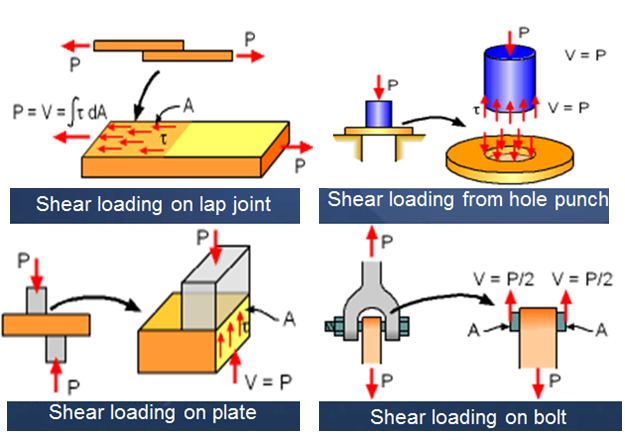 P
P
P = V = ∫τ dA
A
τ
P
Shear loading on lap joint
P
V = P
P
τ
V = P
Shear loading from hole punch
P
P
P
A
τ
V = P
Shear loading on plate
P
P
V = P/2 V = P/2
A
A
P
Shear loading on bolt